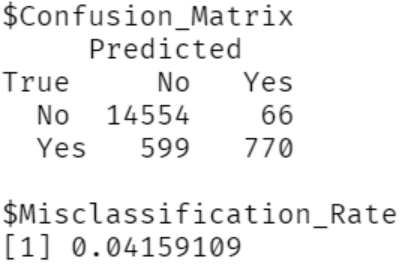 $Confusion_Matrix
     Predicted
True     No   Yes
  No  14554    66
  Yes   599   770

$Misclassification_Rate
[1] 0.04159109